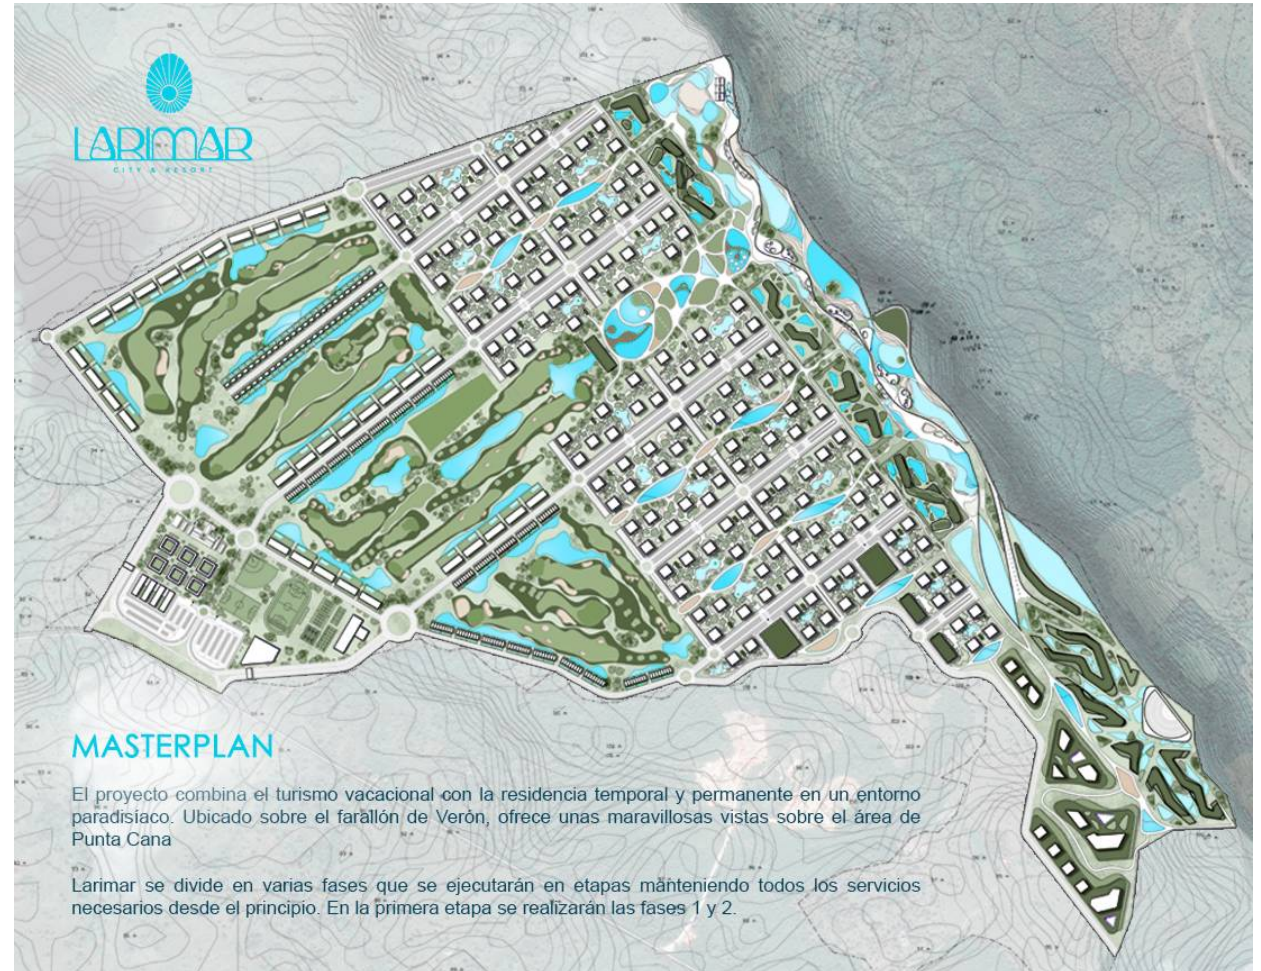 LARIMAR
CITY & RESORT
MASTERPLAN
El proyecto combina el turismo vacacional con la residencia temporal y permanente en un entorno
paradisíaco. Ubicado sobre el farallón de Verón, ofrece unas maravillosas vistas sobre el área de
Punta Cana
Larimar se divide en varias fases que se ejecutarán en etapas manteniendo todos los servicios
necesarios desde el principio. En la primera etapa se realizarán las fases 1 y 2.